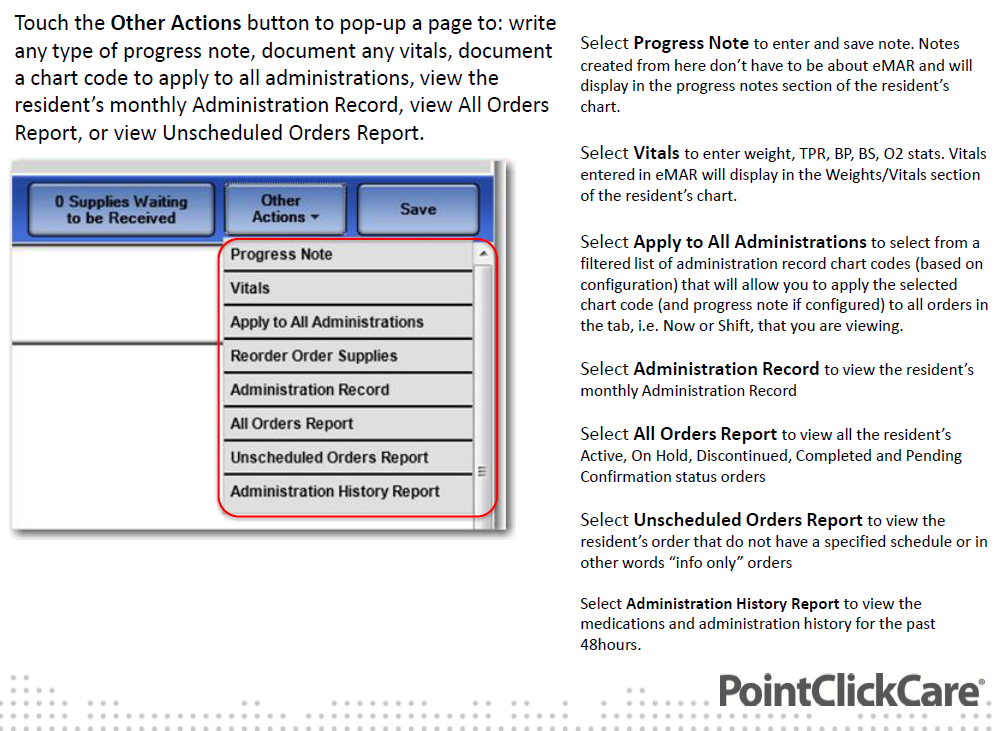 Touch the Other Actions button to pop-up a page to: write
any type of progress note, document any vitals, document
a chart code to apply to all administrations, view the
resident's monthly Administration Record, view All Orders
Report, or view Unscheduled Orders Report.
0 Supplies Waiting
to be Received
Other
Actions
Save
Progress Note
Vitals
Apply to All Administrations
Reorder Order Supplies
Administration Record
All Orders Report
Unscheduled Orders Report
Administration History Report
Select Progress Note to enter and save note. Notes
created from here don't have to be about eMAR and will
display in the progress notes section of the resident's
chart.
Select Vitals to enter weight, TPR, BP, BS, O2 stats. Vitals
entered in eMAR will display in the Weights/Vitals section
of the resident's chart.
Select Apply to All Administrations to select from a
filtered list of administration record chart codes (based on
configuration) that will allow you to apply the selected
chart code (and progress note if configured) to all orders in
the tab, i.e. Now or Shift, that you are viewing.
Select Administration Record to view the resident's
monthly Administration Record
Select All Orders Report to view all the resident's
Active, On Hold, Discontinued, Completed and Pending
Confirmation status orders
Select Unscheduled Orders Report to view the
resident's order that do not have a specified schedule or in
other words “info only” orders
Select Administration History Report to view the
medications and administration history for the past
48hours.
PointClickCare®